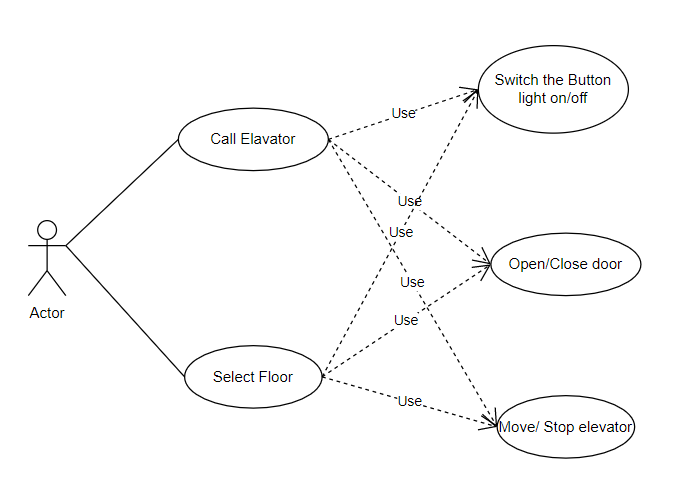 Switch the Button
light on/off
Use
Call Elavator
Use
Use
Open/Close door
Use
Actor
Use
Select Floor
Use
Move/ Stop elevator